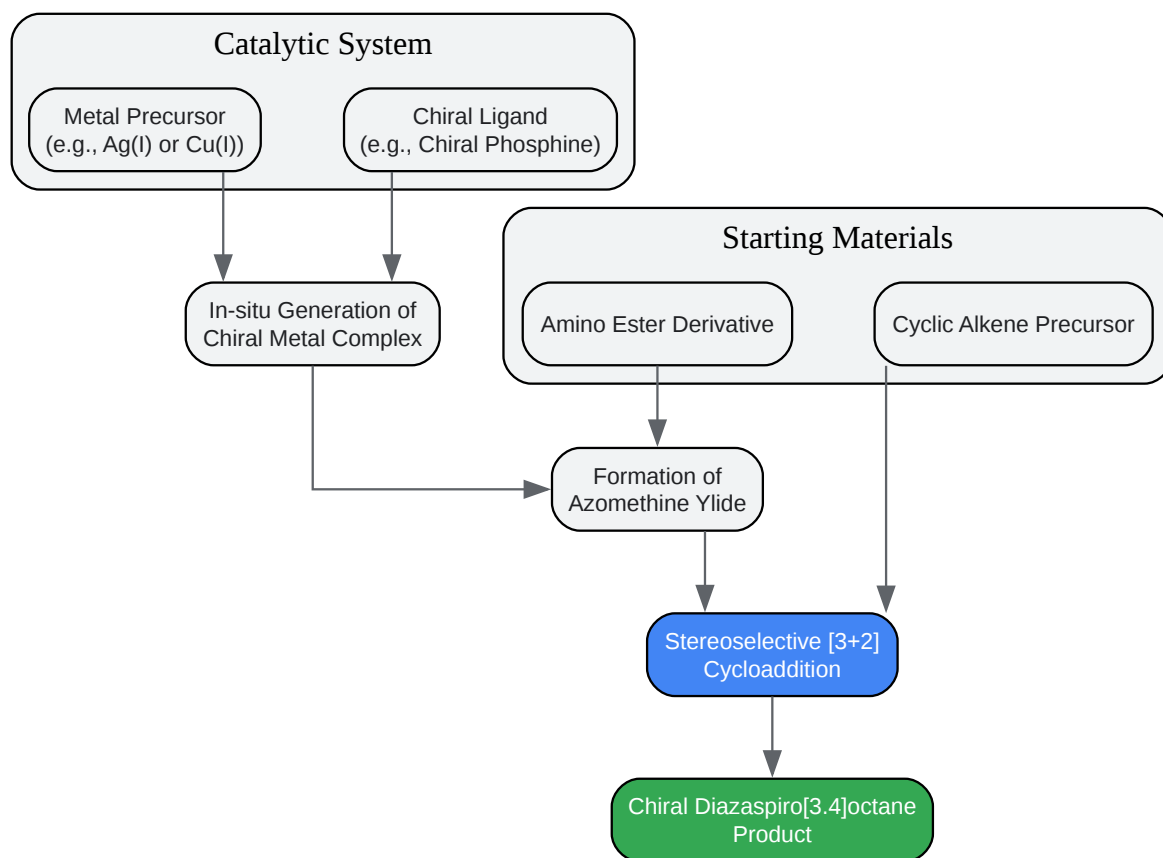 Catalytic System
Metal Precursor
(e.g., Ag(I) or Cu(I))
Chiral Ligand
(e.g., Chiral Phosphine)
Starting Materials
In-situ Generation of
Chiral Metal Complex
Amino Ester Derivative
Cyclic Alkene Precursor
Formation of
Azomethine Ylide
Stereoselective [3+2]
Cycloaddition
Chiral Diazaspiro[3.4]octane
Product